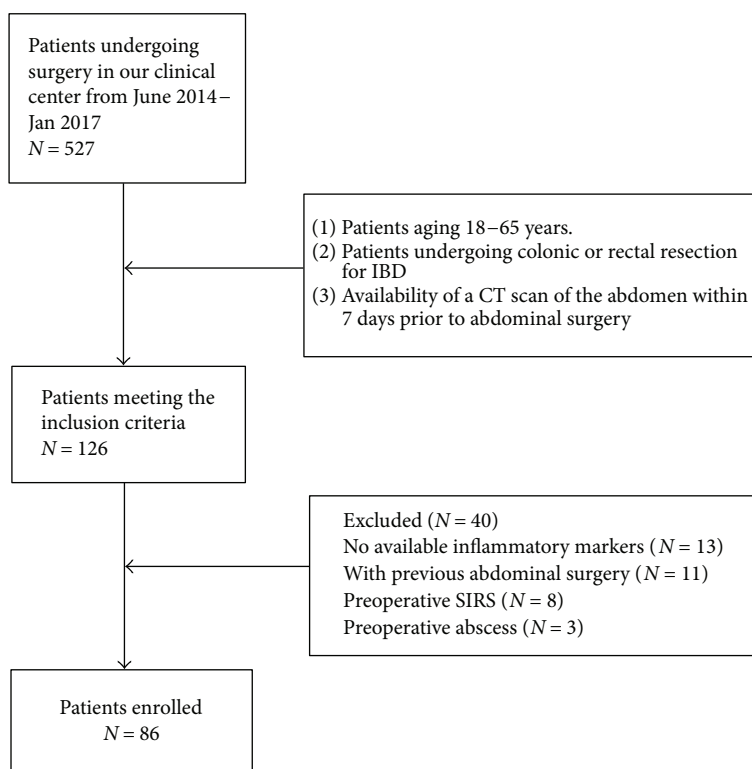 Patients undergoing
surgery in our clinical
center from June 2014–
Jan 2017
N = 527
(1) Patients aging 18–65 years.
(2) Patients undergoing colonic or rectal resection
for IBD
(3) Availability of a CT scan of the abdomen within
7 days prior to abdominal surgery
Patients meeting the
inclusion criteria
N = 126
Excluded (N = 40)
No available inflammatory markers (N = 13)
With previous abdominal surgery (N = 11)
Preoperative SIRS (N = 8)
Preoperative abscess (N = 3)
Patients enrolled
N = 86